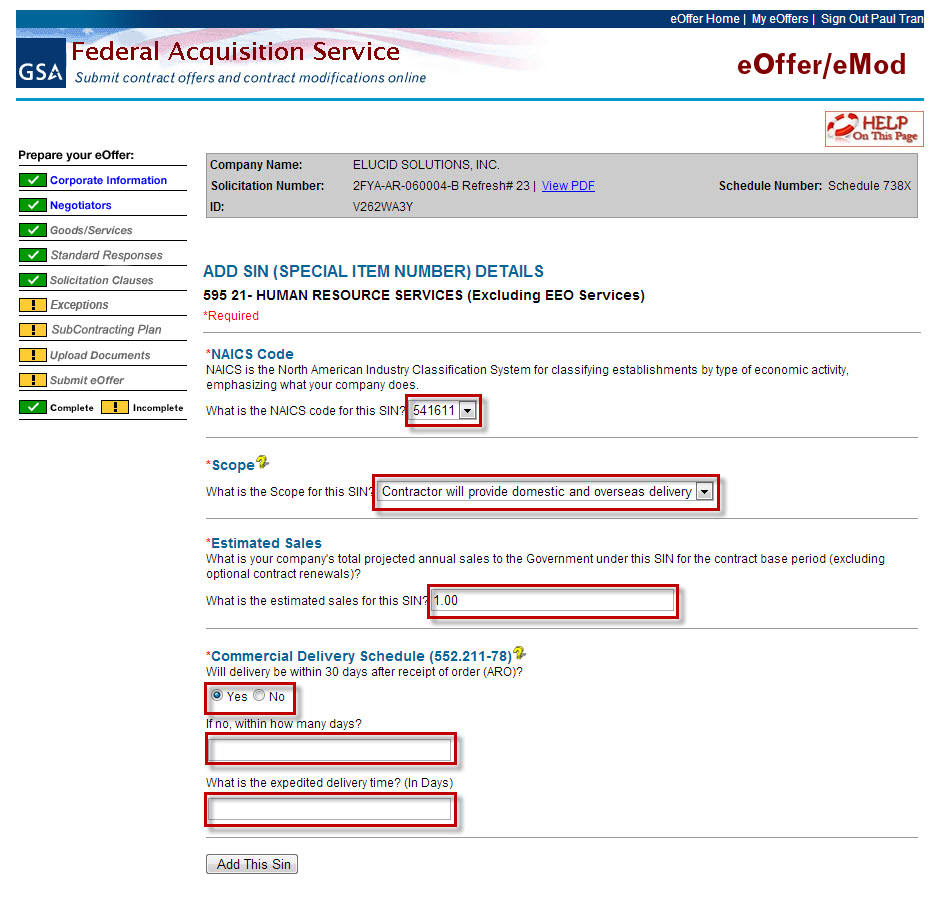 eOffer Home | My eOffers | Sign Out Paul Tran
GSA
Federal Acquisition Service
Submit contract offers and contract modifications online
eOffer/eMod
HELP
On This Page
Prepare your eOffer:
Corporate Information
Negotiators
Goods/Services
Standard Responses
Solicitation Clauses
! Exceptions
! SubContracting Plan
! Upload Documents
! Submit eOffer
Complete ! Incomplete
Company Name: ELUCID SOLUTIONS, INC.
Solicitation Number: 2FYA-AR-060004-B Refresh# 23 | View PDF Schedule Number: Schedule 738X
ID: V262WA3Y
ADD SIN (SPECIAL ITEM NUMBER) DETAILS
595 21- HUMAN RESOURCE SERVICES (Excluding EEO Services)
*Required
*NAICS Code
NAICS is the North American Industry Classification System for classifying establishments by type of economic activity,
emphasizing what your company does.
What is the NAICS code for this SIN? 541611
*Scope ?
What is the Scope for this SIN? Contractor will provide domestic and overseas delivery
*Estimated Sales
What is your company's total projected annual sales to the Government under this SIN for the contract base period (excluding
optional contract renewals)?
What is the estimated sales for this SIN? 1.00
*Commercial Delivery Schedule (552.211-78) ?
Will delivery be within 30 days after receipt of order (ARO)?
Yes No
If no, within how many days?
What is the expedited delivery time? (In Days)
Add This Sin